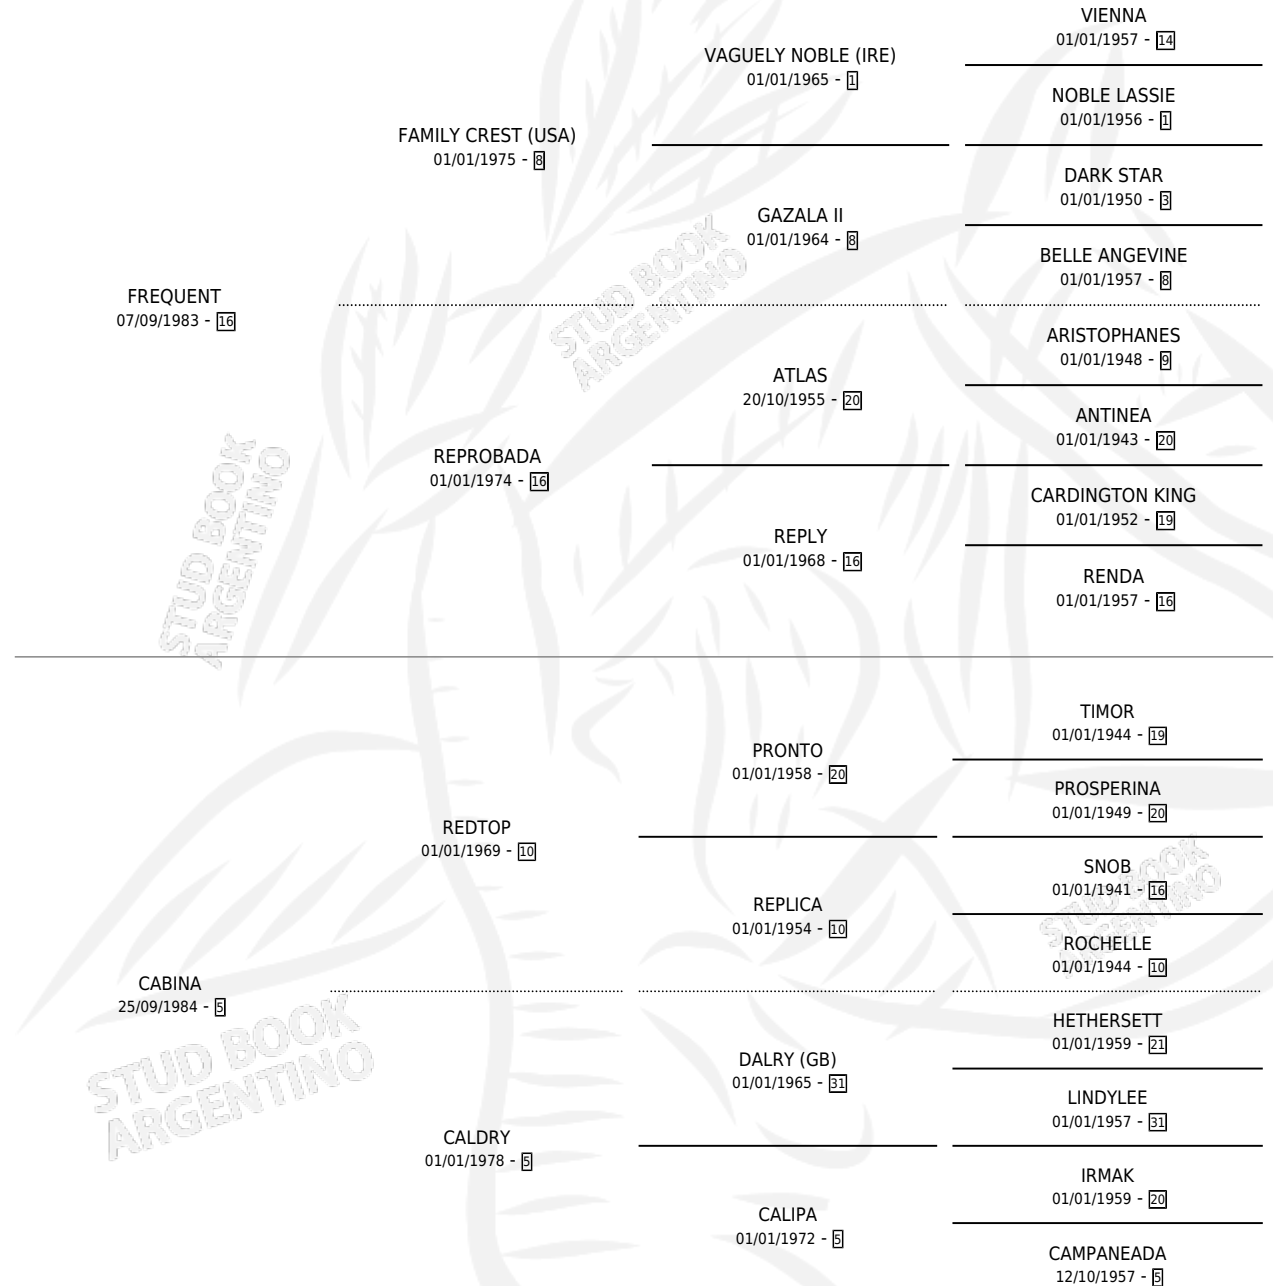 VIENNA
01/01/1957 - 14
VAGUELY NOBLE (IRE)
01/01/1965 - 1
NOBLE LASSIE
01/01/1956 - 1
FAMILY CREST (USA)
01/01/1975 - 8
DARK STAR
01/01/1950 - 3
GAZALA II
01/01/1964 - 8
BELLE ANGEVINE
01/01/1957 - 8
FREQUENT
07/09/1983 - 16
ARISTOPHANES
01/01/1948 - 9
ATLAS
20/10/1955 - 20
ANTINEA
01/01/1943 - 20
REPROBADA
01/01/1974 - 16
CARDINGTON KING
01/01/1952 - 19
REPLY
01/01/1968 - 16
RENDA
01/01/1957 - 16
TIMOR
01/01/1944 - 19
PRONTO
01/01/1958 - 20
PROSPERINA
01/01/1949 - 20
REDTOP
01/01/1969 - 10
SNOB
01/01/1941 - 16
REPLICA
01/01/1954 - 10
ROCHELLE
01/01/1944 - 10
CABINA
25/09/1984 - 5
HETHERSETT
01/01/1959 - 21
DALRY (GB)
01/01/1965 - 31
LINDYLEE
01/01/1957 - 31
CALDRY
01/01/1978 - 5
IRMAK
01/01/1959 - 20
CALIPA
01/01/1972 - 5
CAMPANEADA
12/10/1957 - 5
STUD BOOK
ARGENTINO
STUD BOOK
ARGENTINO
STUD BOOK
ARGENTINO
STUD BOOK
ARGENTINO